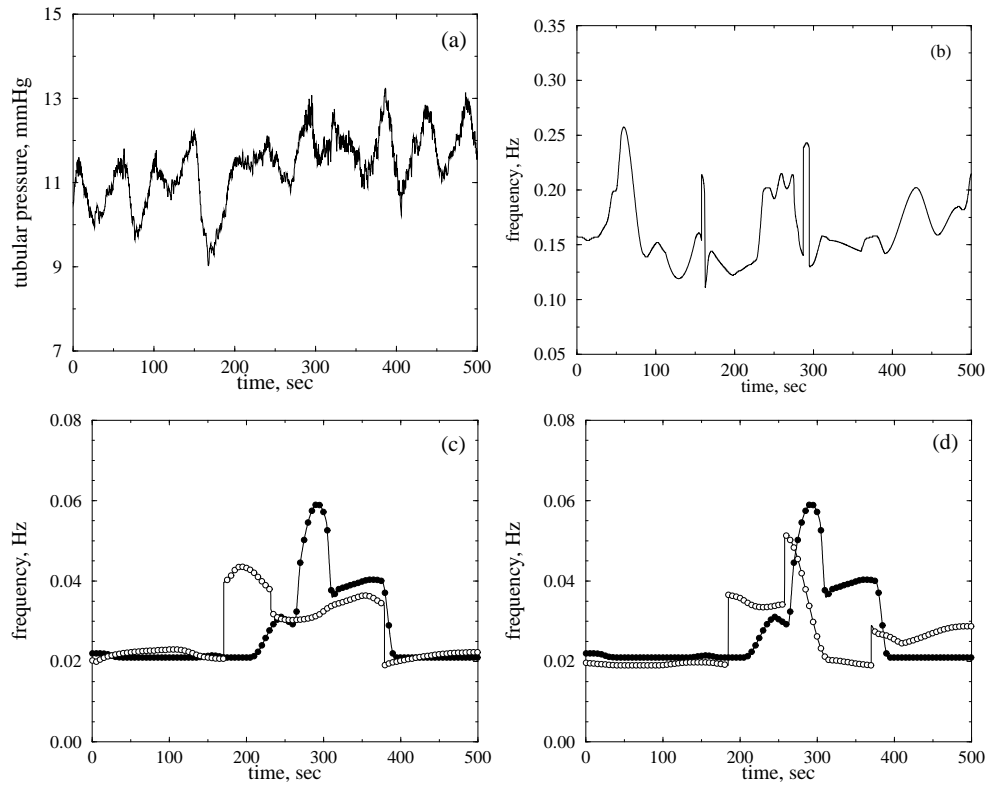 (a)
tubular pressure, mmHg
15
13
11
9
7
0 100 200 300 400 500
time, sec
(b)
frequency, Hz
0.35
0.30
0.25
0.20
0.15
0.10
0.05
0 100 200 300 400 500
time, sec
(c)
frequency, Hz
0.08
0.06
0.04
0.02
0.00
0 100 200 300 400 500
time, sec
(d)
frequency, Hz
0.08
0.06
0.04
0.02
0.00
0 100 200 300 400 500
time, sec